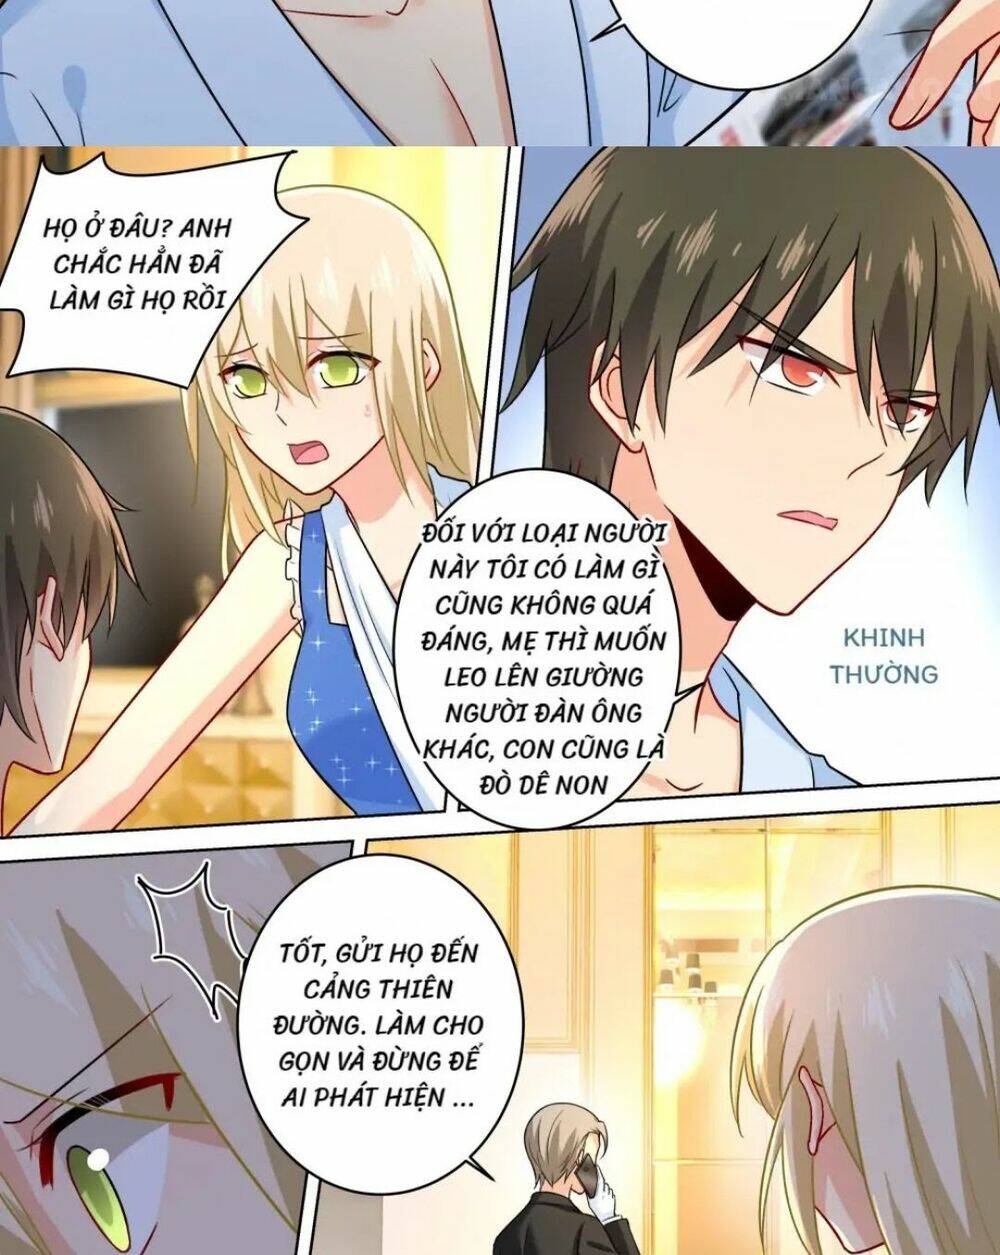 HỌ Ở ĐÂU? ANH
CHẮC HẲN ĐÃ
LÀM GÌ HỌ RỒI
ĐỐI VỚI LOẠI NGƯỜI
NÀY TÔI CÓ LÀM GÌ
CŨNG KHÔNG QUÁ
ĐÁNG, MẸ THÌ MUỐN
LEO LÊN GIƯỜNG
NGƯỜI ĐÀN ÔNG
KHÁC, CON CŨNG LÀ
ĐÒ DÊ NON
KHINH
THƯỜNG
TỐT, GỬI HỌ ĐẾN
CẢNG THIÊN
ĐƯỜNG. LÀM CHO
GỌN VÀ ĐỪNG ĐỂ
AI PHÁT HIỆN ...